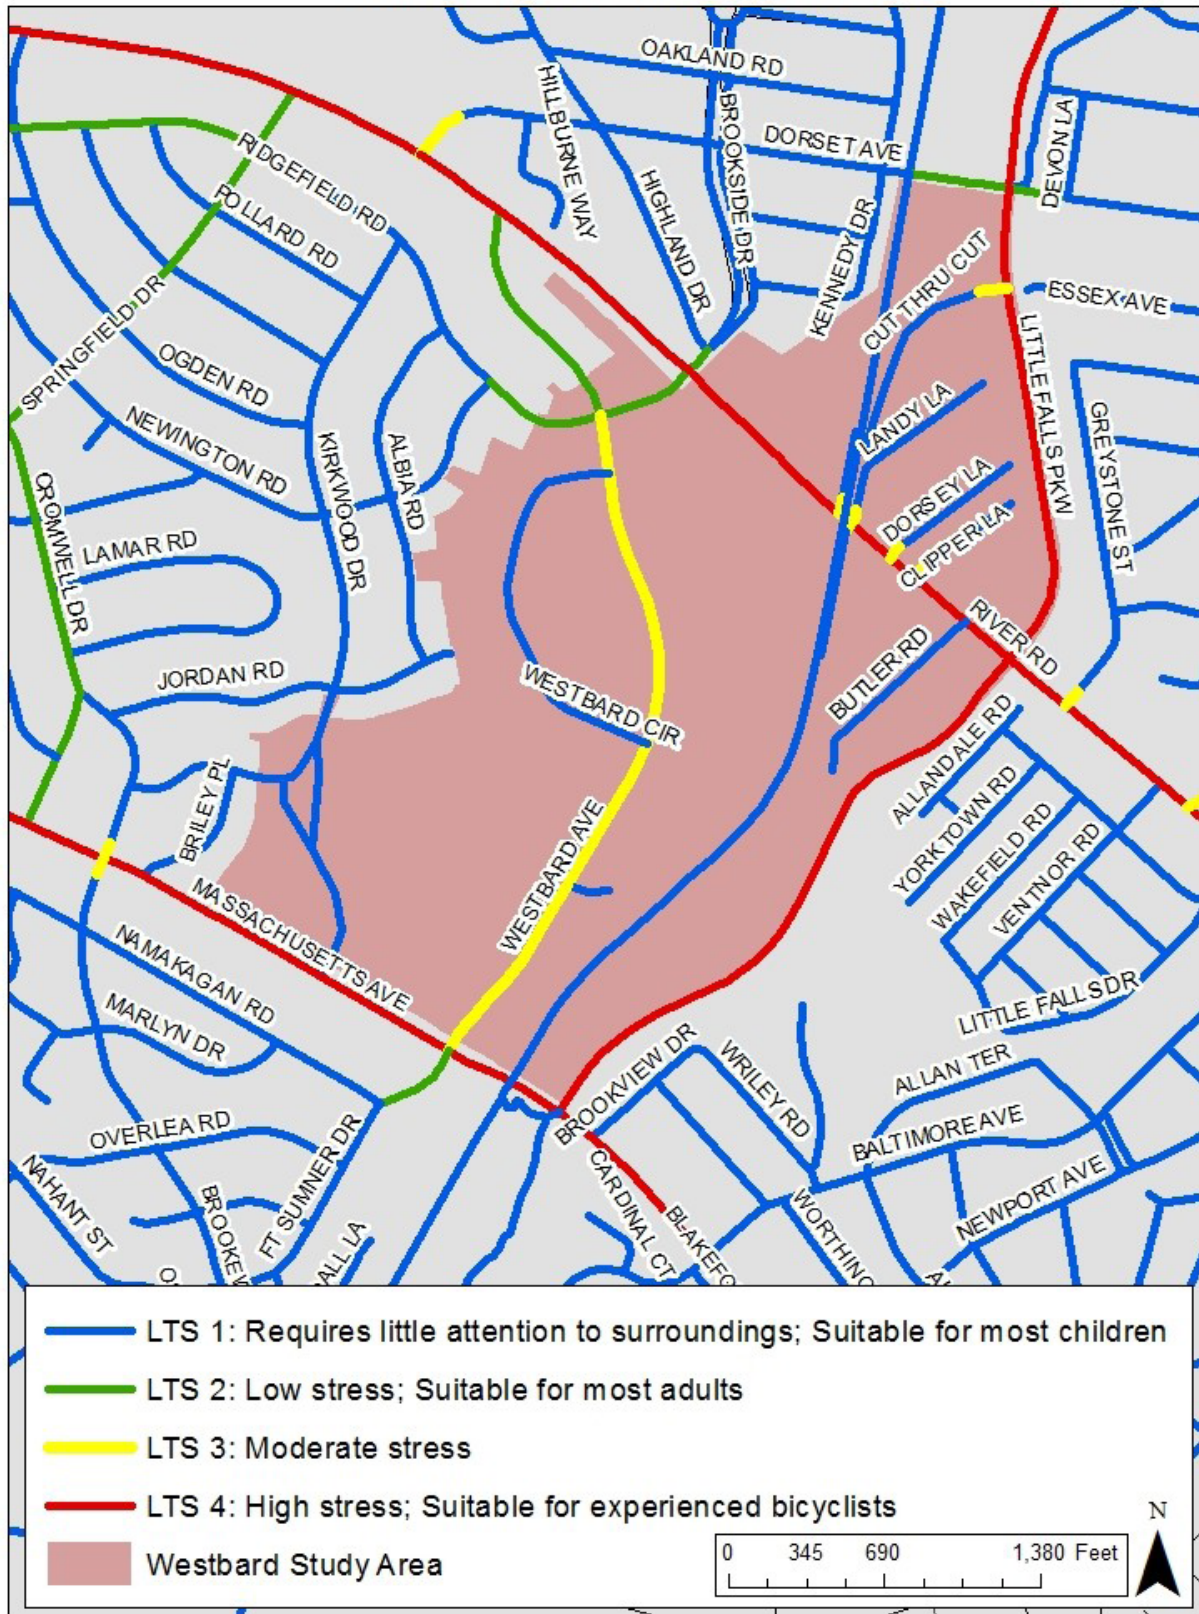 OAKLAND RD
HILLBURNE WAY
BROOKSIDE DR
DEVON LA
DORSET AVE
RIDGEFIELD RD
POLLARD RD
HIGHLAND DR
KENNEDY DR
CUT THRU CUT
ESSEX AVE
SPRINGFIELD DR
LITTLE FALLS PKW
OGDEN RD
LANDY LA
GREYSTONE ST
NEWINGTON RD
KIRKWOOD DR
ALBIA RD
DORSEY LA
CROMWELL DR
CLIPPER LA
LAMAR RD
RIVER RD
JORDAN RD
BUTLER RD
WESTBARD CIR
ALLANDALE RD
BRILEY PL
YORKTOWN RD
WAKEFIELD RD
VENTNOR RD
WESTBARD AVE
MASSACHUSETTS AVE
NAMAKAGAN RD
MARLYN DR
LITTLE FALLS DR
BROOKVIEW DR
WRILEY RD
ALLAN TER
OVERLEA RD
BALTIMORE AVE
NAHANT ST
FT SUMNER DR
CARDINAL CT
NEWPORT AVE
BROOKEW
ALL LA
BLAKEFO
WORTHING
LTS 1: Requires little attention to surroundings; Suitable for most children
LTS 2: Low stress; Suitable for most adults
LTS 3: Moderate stress
LTS 4: High stress; Suitable for experienced bicyclists
Westbard Study Area
N
0 345 690 1,380 Feet